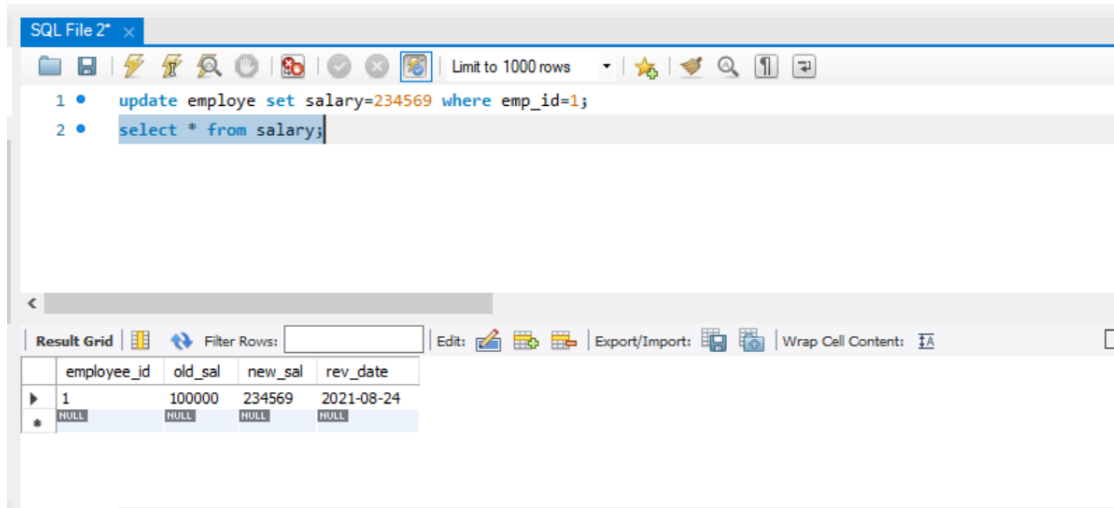 SQL File 2* ×
Limit to 1000 rows
1 update employe set salary=234569 where emp_id=1;
2 select * from salary;
Result Grid Filter Rows: Edit: Export/Import: Wrap Cell Content:
employee_id old_sal new_sal rev_date
1 100000 234569 2021-08-24
NULL NULL NULL NULL